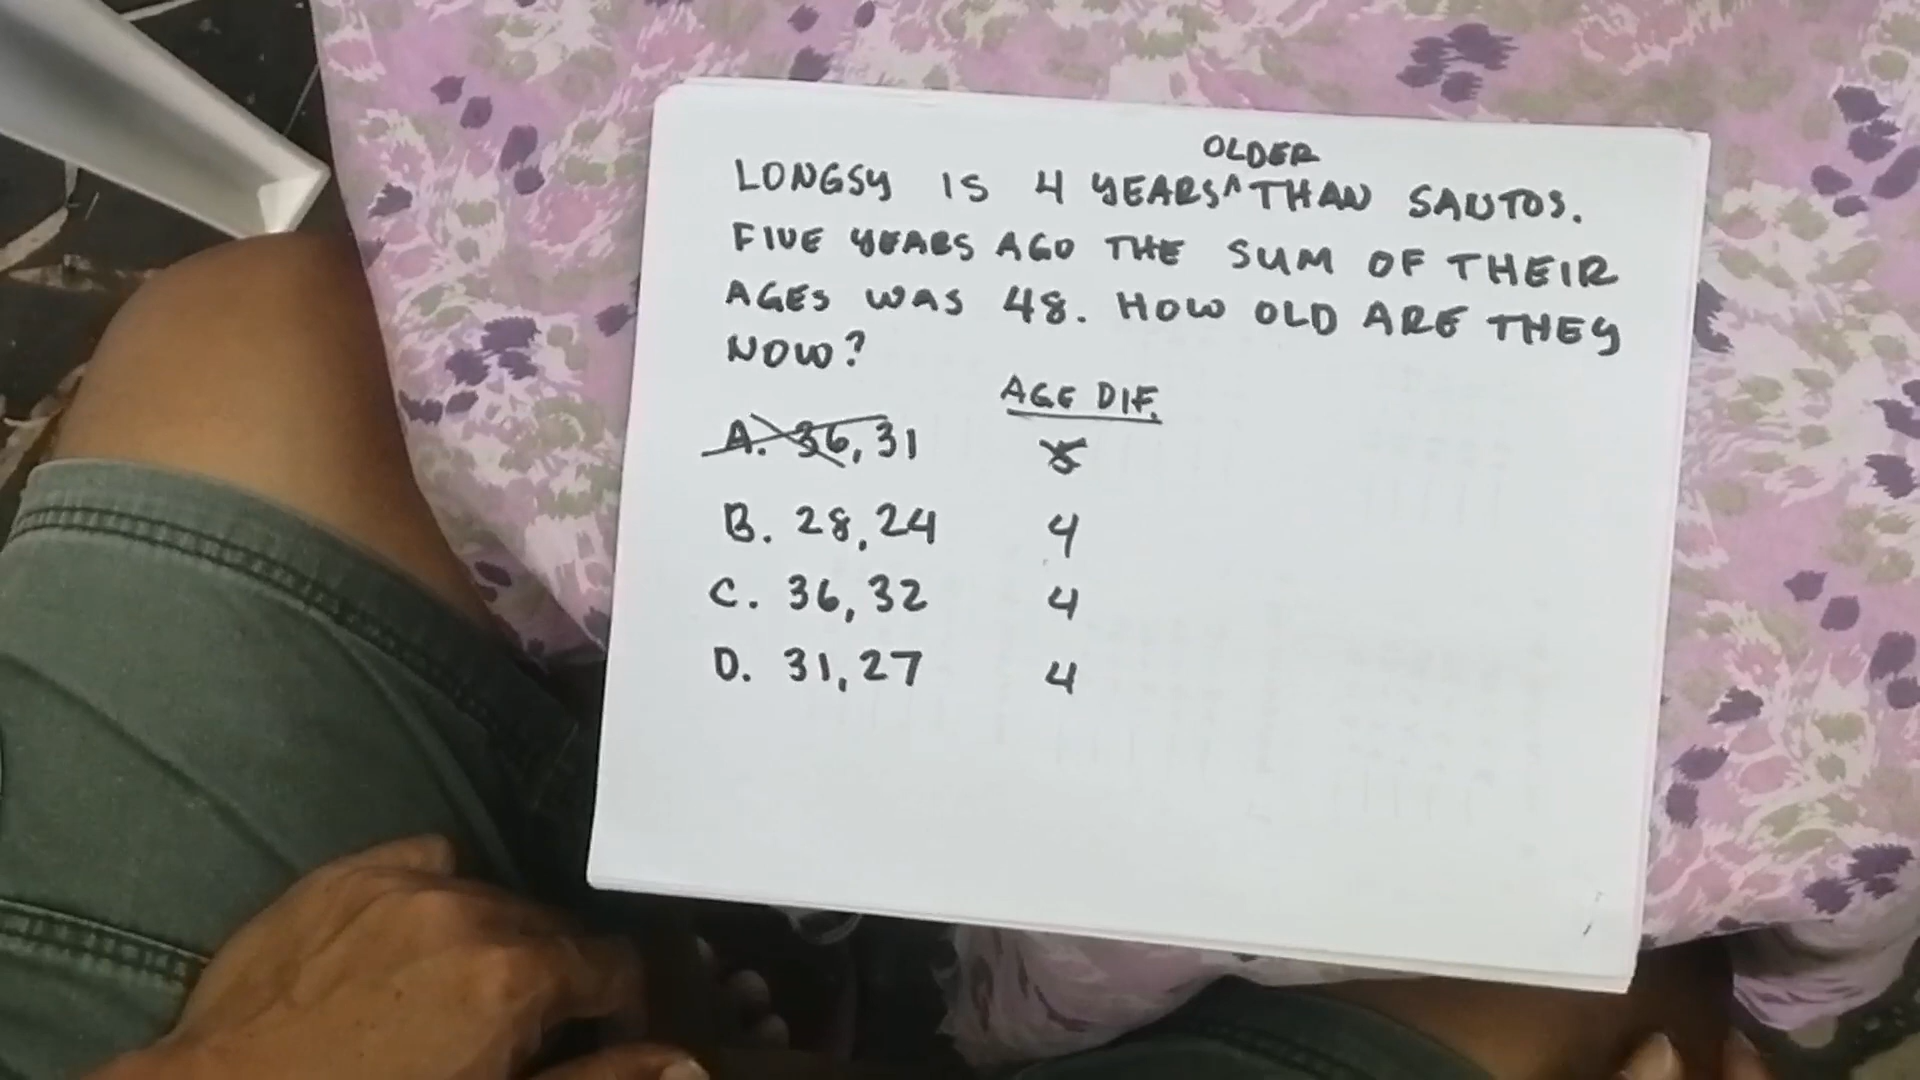 OLDER
LONGSY IS 4 YEARS^THAN SANTOS.
FIVE YEARS AGO THE SUM OF THEIR
AGES WAS 48. HOW OLD ARE THEY
NOW?
AGE DIF.
A. 36, 31 5
B. 28, 24 4
C. 36, 32 4
D. 31, 27 4